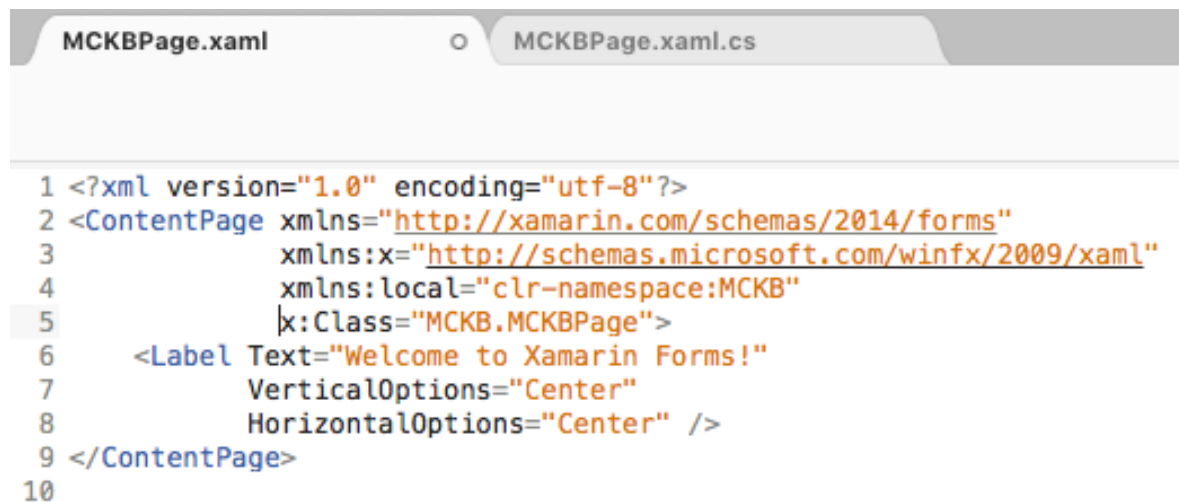 MCKBPage.xaml MCKBPage.xaml.cs
1 <?xml version="1.0" encoding="utf-8"?>
2 <ContentPage xmlns="http://xamarin.com/schemas/2014/forms"
3 xmlns:x="http://schemas.microsoft.com/winfx/2009/xaml"
4 xmlns:local="clr-namespace:MCKB"
5 x:Class="MCKB.MCKBPage">
6 <Label Text="Welcome to Xamarin Forms!"
7 VerticalOptions="Center"
8 HorizontalOptions="Center" />
9 </ContentPage>
10